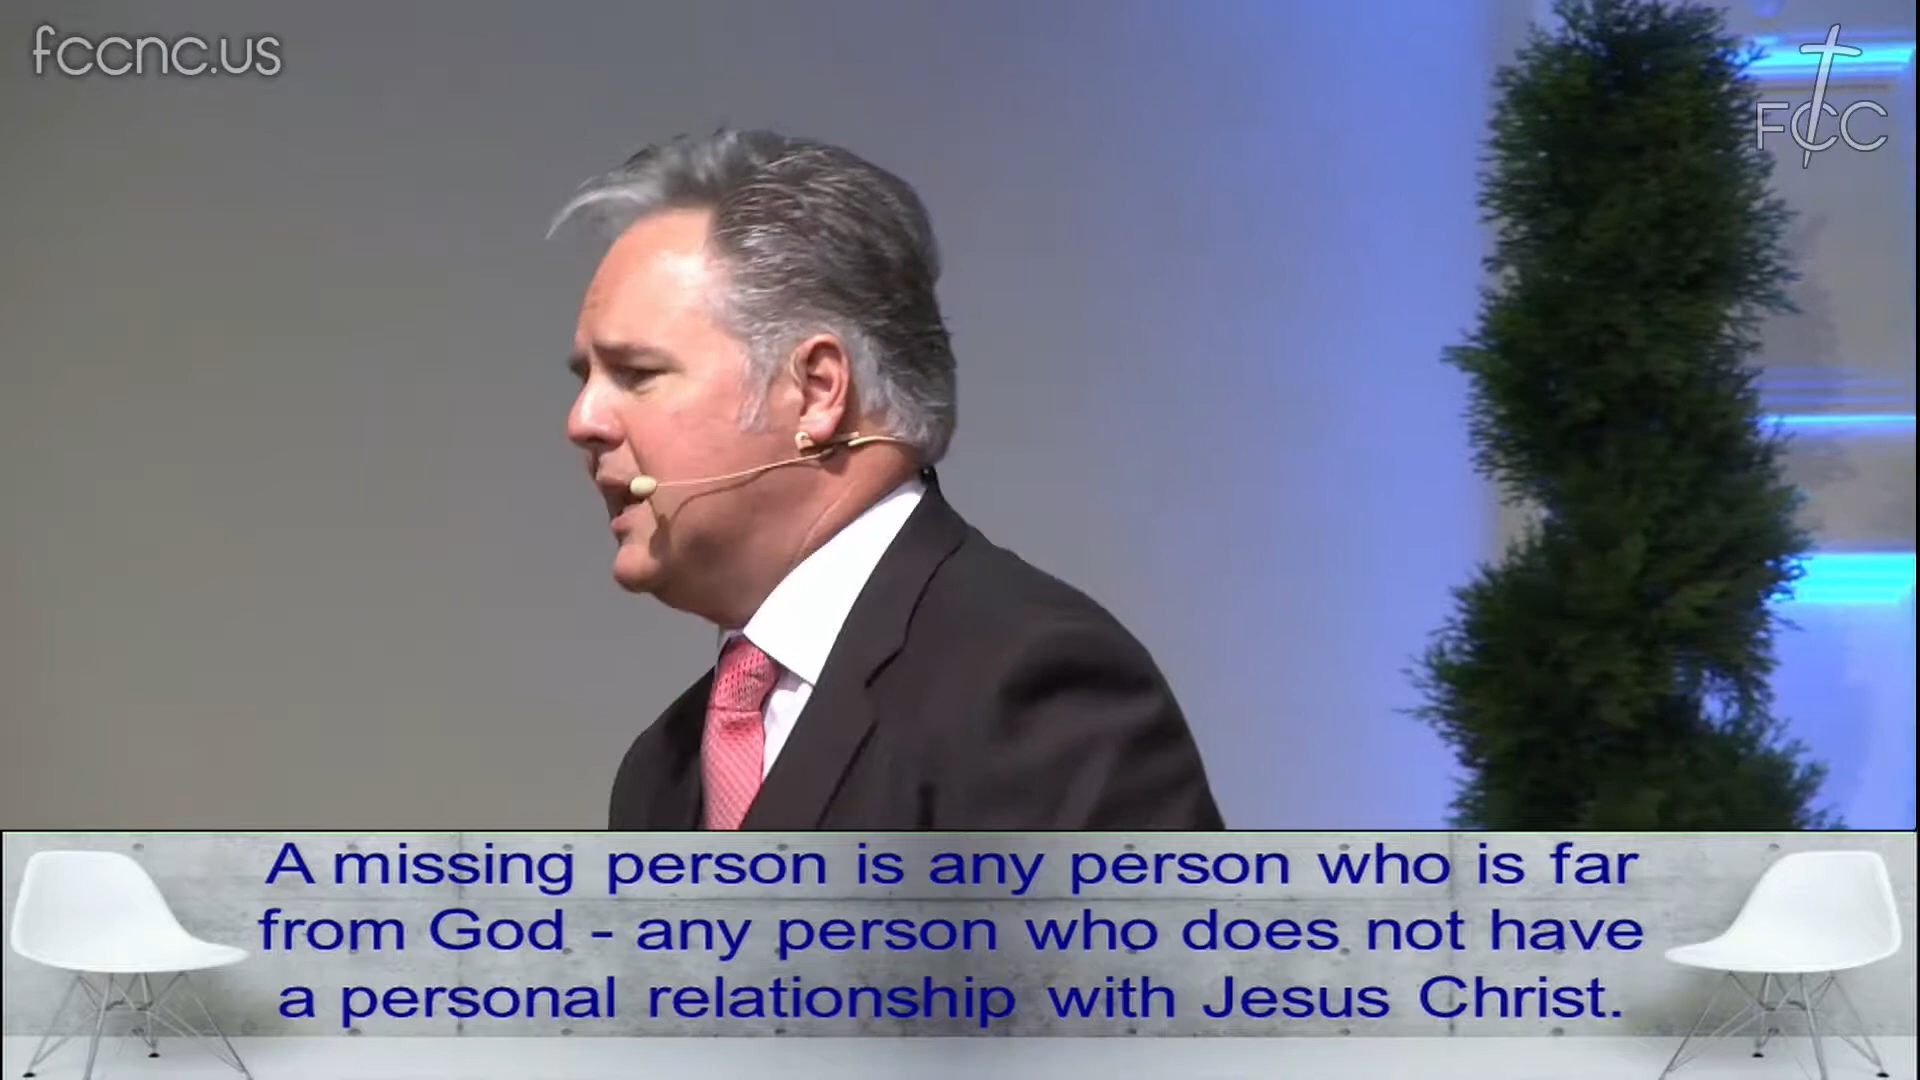 fccnc.us
FCC
A missing person is any person who is far
from God - any person who does not have
a personal relationship with Jesus Christ.